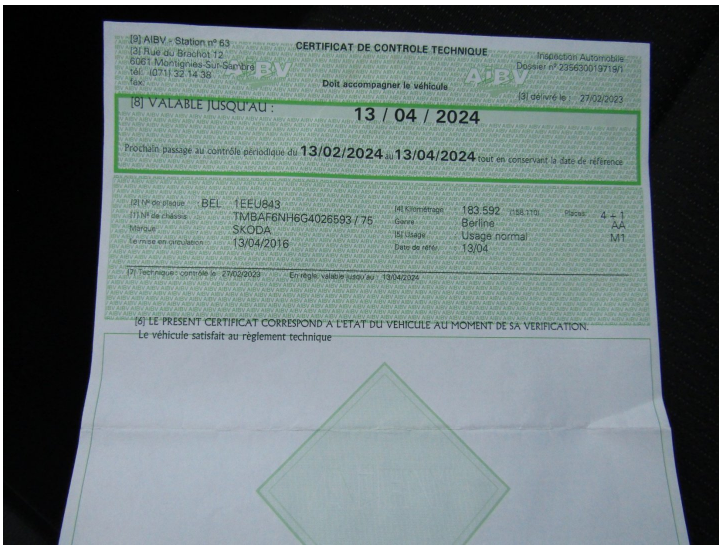 [9] AIBV - Station n° 63
CERTIFICAT DE CONTROLE TECHNIQUE
Inspection Automobile
[3] Rue du Brachot 12
Dossier n° 235630019719/1
6061 Montignies-Sur-Sambre
tél. (071) 32 14 38
AIBV
AIBV
fax.
Doit accompagner le véhicule
[3] délivré le : 27/02/2023
[8] VALABLE JUSQU'AU :
13 / 04 / 2024
Prochain passage au contrôle périodique du 13/02/2024 au 13/04/2024 tout en conservant la date de référence
[2] N° de plaque BEL 1EEU843
[4] Kilométrage 183.592 (158.110) Places 4 + 1
[1] N° de châssis TMBAF6NH6G4026593 / 75
Genre Berline AA
Marque SKODA
[5] Usage Usage normal M1
1e mise en circulation 13/04/2016
Date de référ. 13/04
[7] Technique : contrôlé le 27/02/2023 En règle, valable jusqu'au : 13/04/2024
[6] LE PRESENT CERTIFICAT CORRESPOND A L'ETAT DU VEHICULE AU MOMENT DE SA VERIFICATION.
Le véhicule satisfait au règlement technique